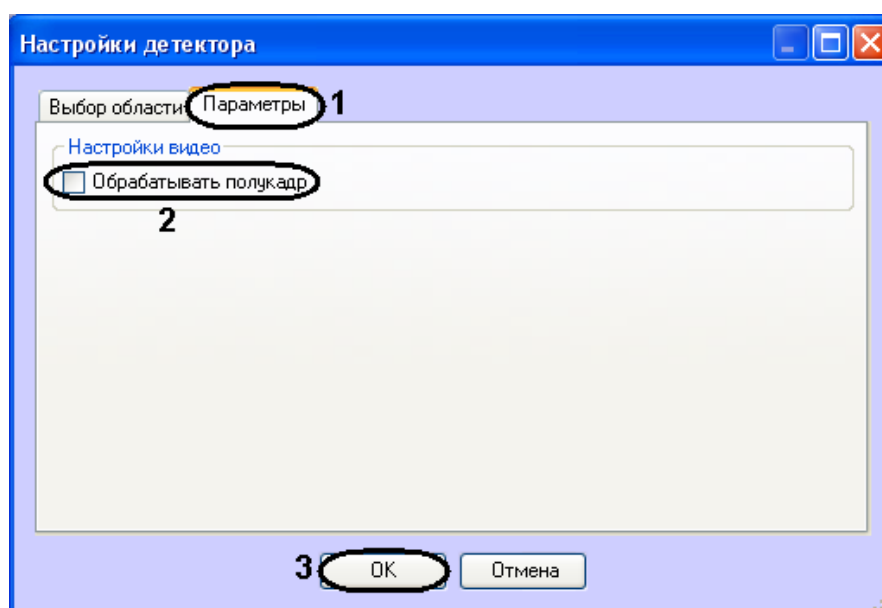 Настройки детектора
Выбор области Параметры 1
Настройки видео
Обрабатывать полукадр
2
3 OK Отмена